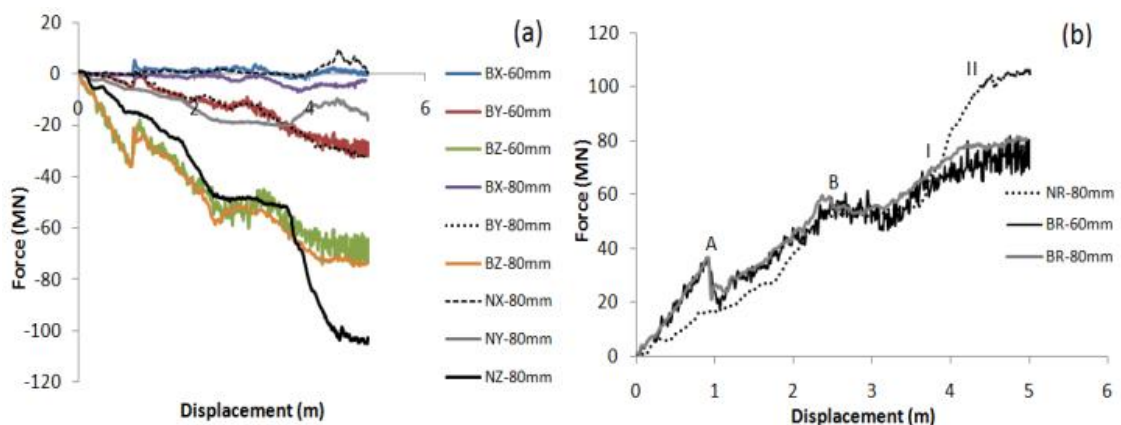 (a)
Force (MN)
20
0
-20
-40
-60
-80
-100
-120
0
2
4
6
Displacement (m)
BX-60mm
BY-60mm
BZ-60mm
BX-80mm
BY-80mm
BZ-80mm
NX-80mm
NY-80mm
NZ-80mm
(b)
Force (MN)
120
100
80
60
40
20
0
A
B
I
II
0
1
2
3
4
5
6
Displacement (m)
NR-80mm
BR-60mm
BR-80mm